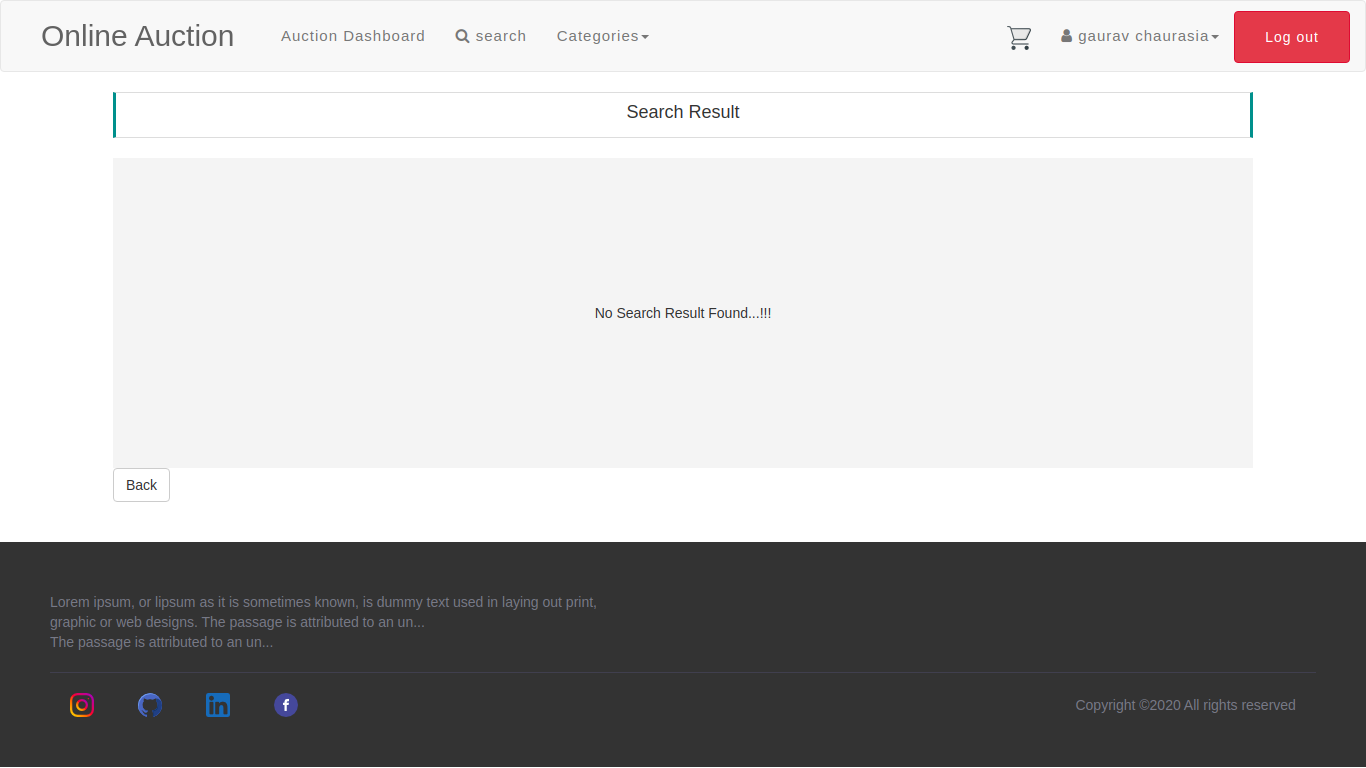 Online Auction
Auction Dashboard
search
Categories
gaurav chaurasia
Log out
Search Result
No Search Result Found...!!!
Back
Lorem ipsum, or lipsum as it is sometimes known, is dummy text used in laying out print,
graphic or web designs. The passage is attributed to an un...
The passage is attributed to an un...
Copyright ©2020 All rights reserved